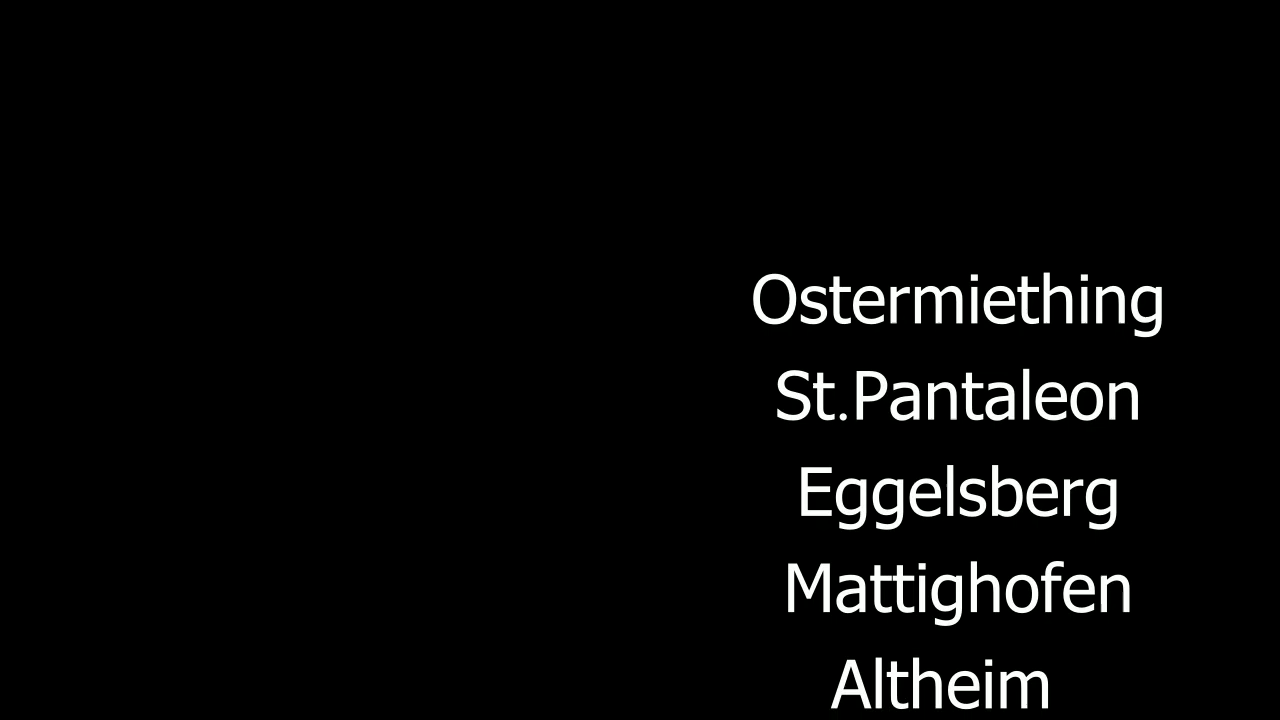 Ostermiething
St.Pantaleon
Eggelsberg
Mattighofen
Altheim